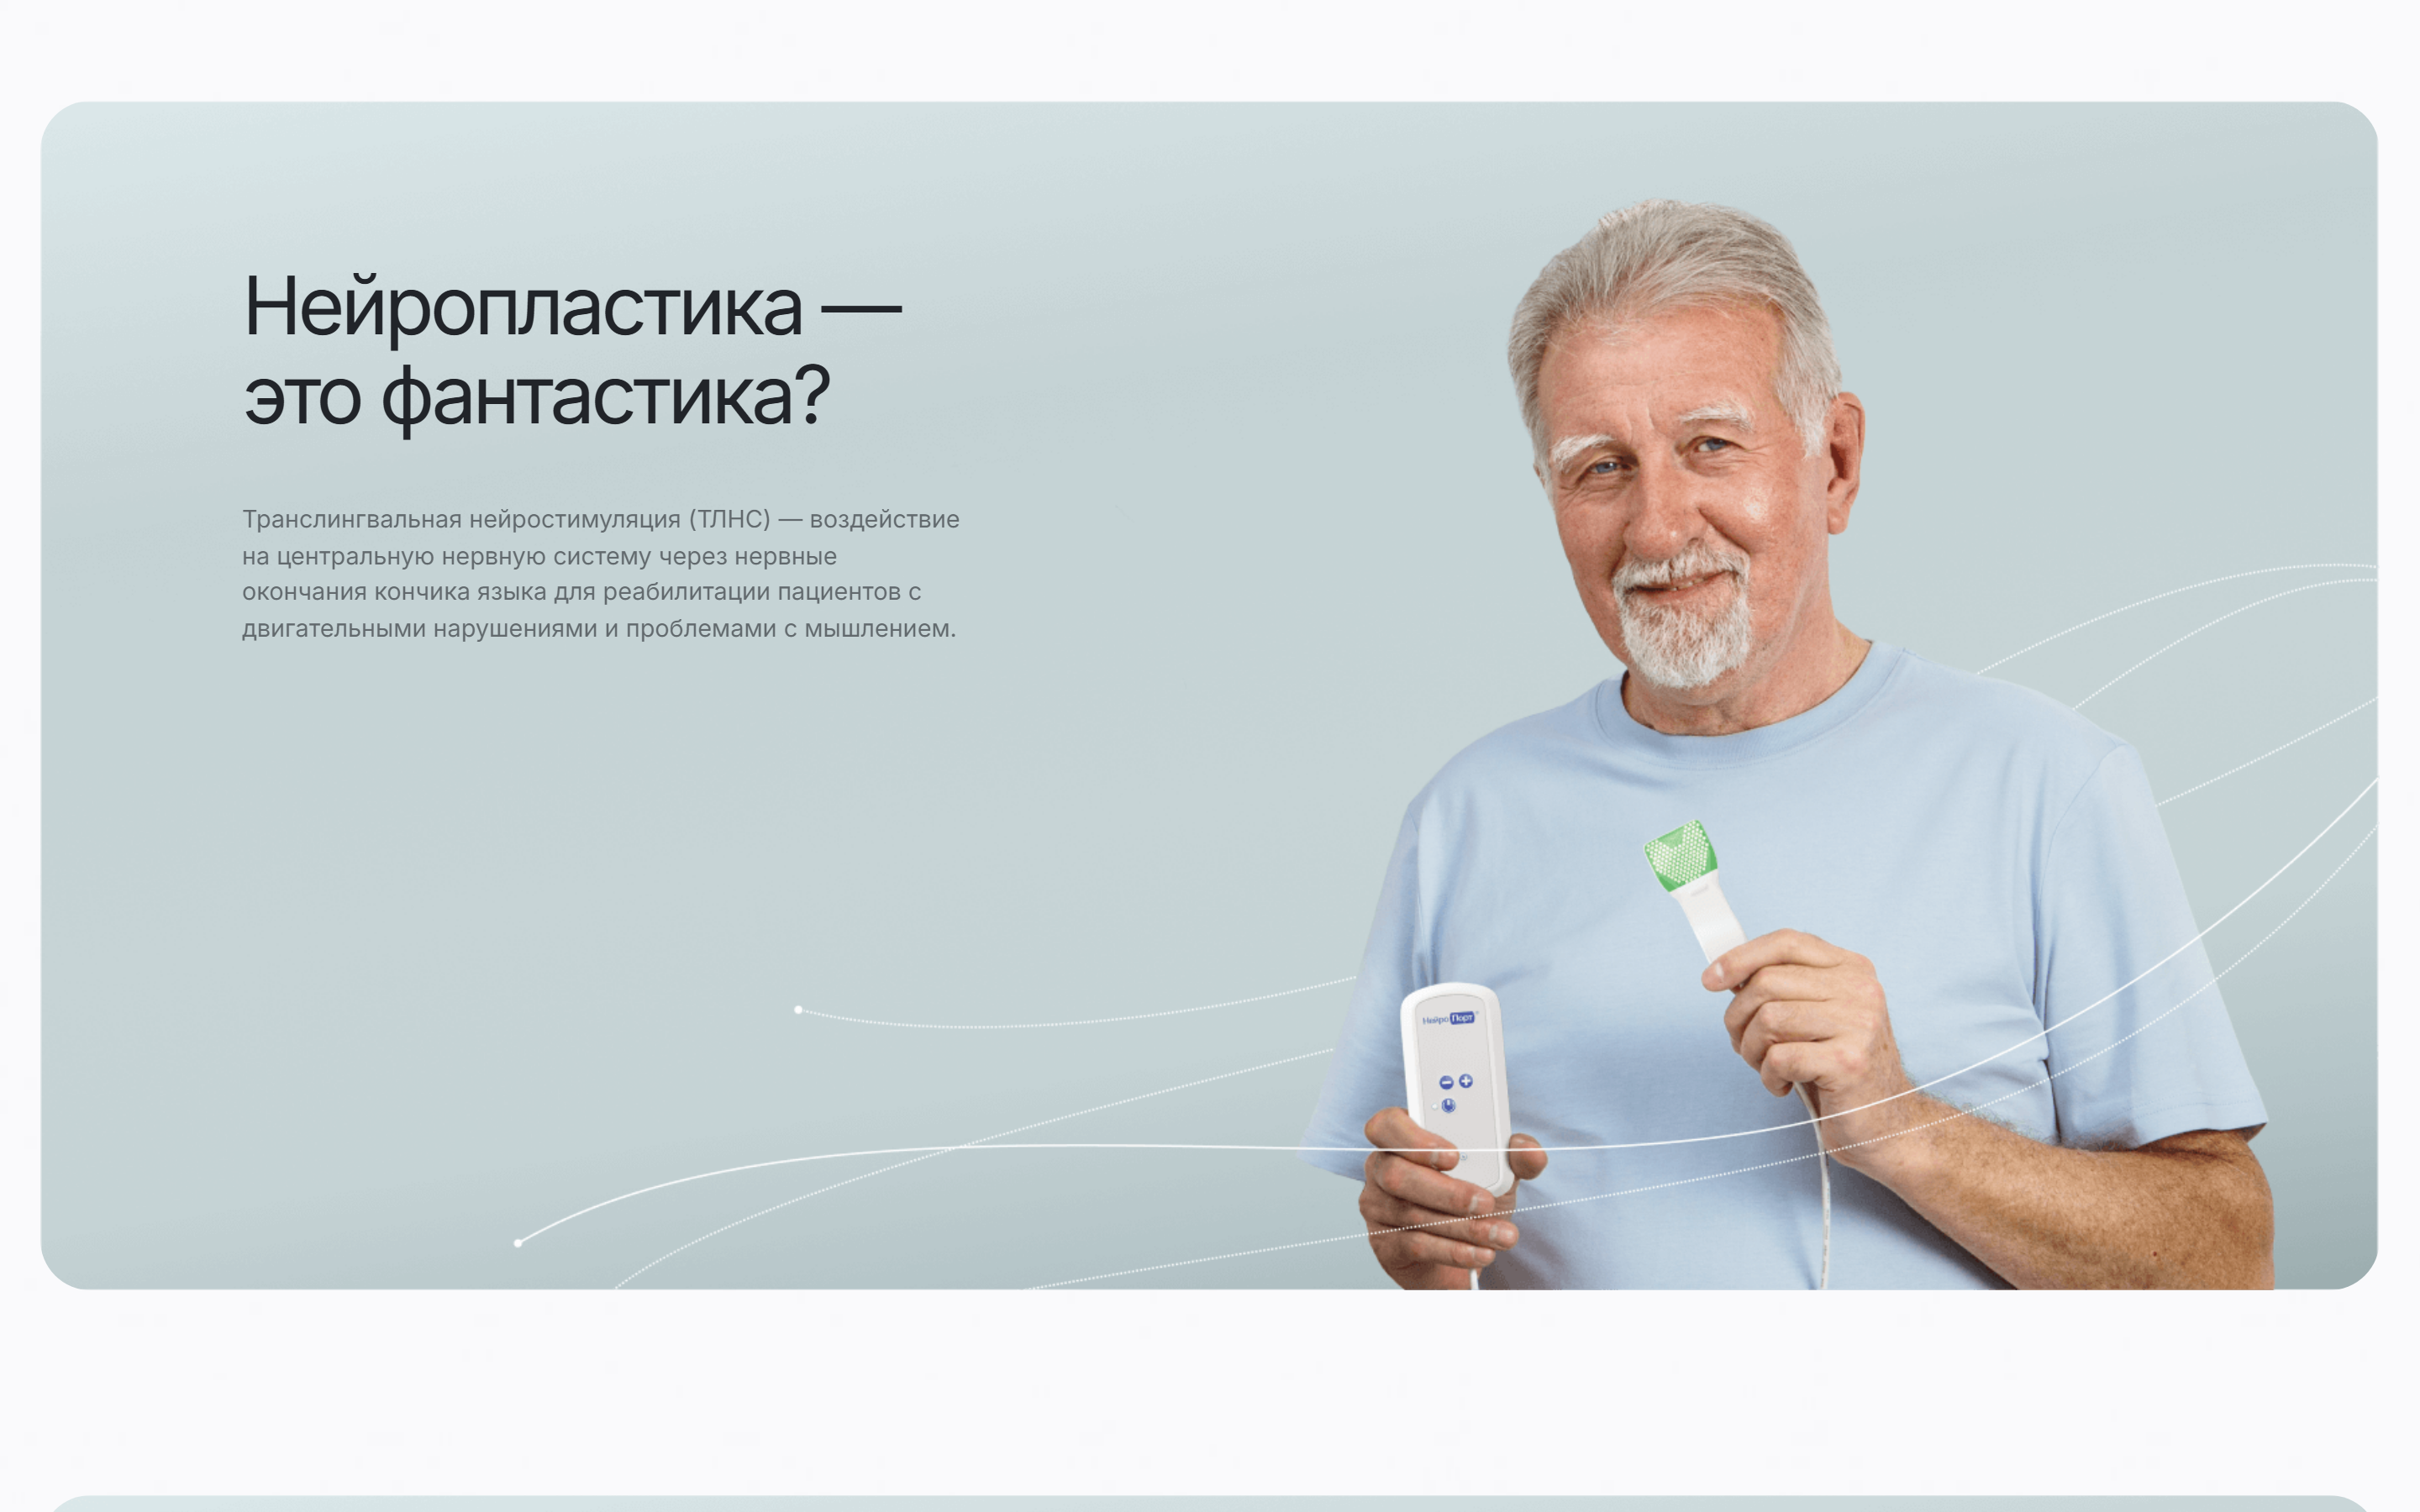 Нейропластика —
это фантастика?
Транслингвальная нейростимуляция (ТЛНС) — воздействие
на центральную нервную систему через нервные
окончания кончика языка для реабилитации пациентов с
двигательными нарушениями и проблемами с мышлением.
Нейро Порт